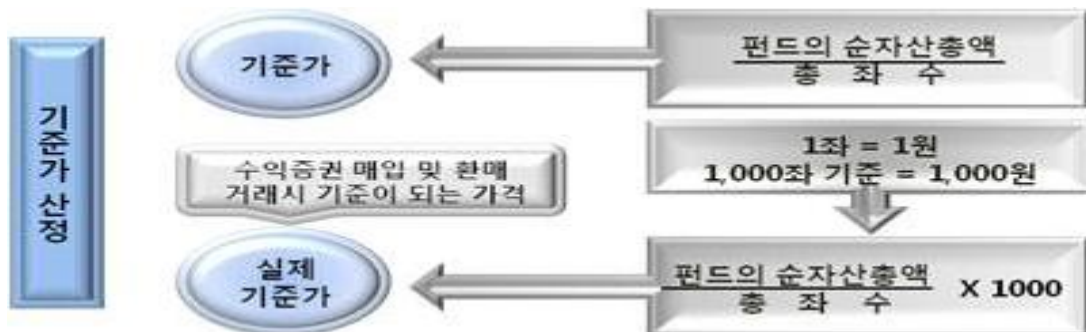 기준가 산정
기준가
펀드의 순자산총액
총 좌 수
수익증권 매입 및 환매
거래시 기준이 되는 가격
1좌 = 1원
1,000좌 기준 = 1,000원
실제
기준가
펀드의 순자산총액
총 좌 수
X 1000